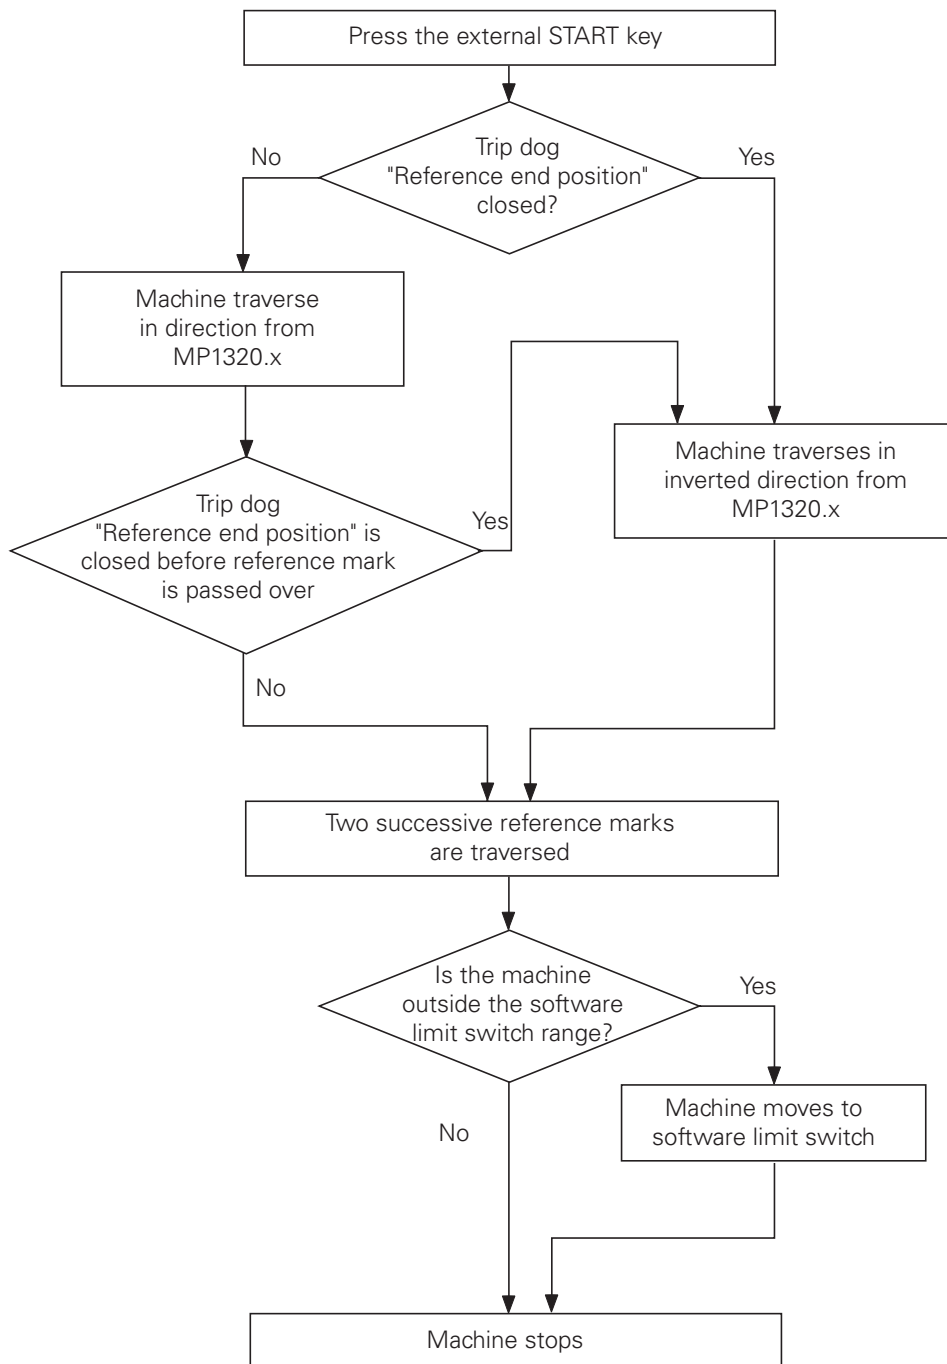 Press the external START key
Trip dog
"Reference end position"
closed?
No
Yes
Machine traverse
in direction from
MP1320.x
Machine traverses in
inverted direction from
MP1320.x
Trip dog
"Reference end position" is
closed before reference mark
is passed over
Yes
No
Two successive reference marks
are traversed
Is the machine
outside the software
limit switch range?
Yes
Machine moves to
software limit switch
No
Machine stops